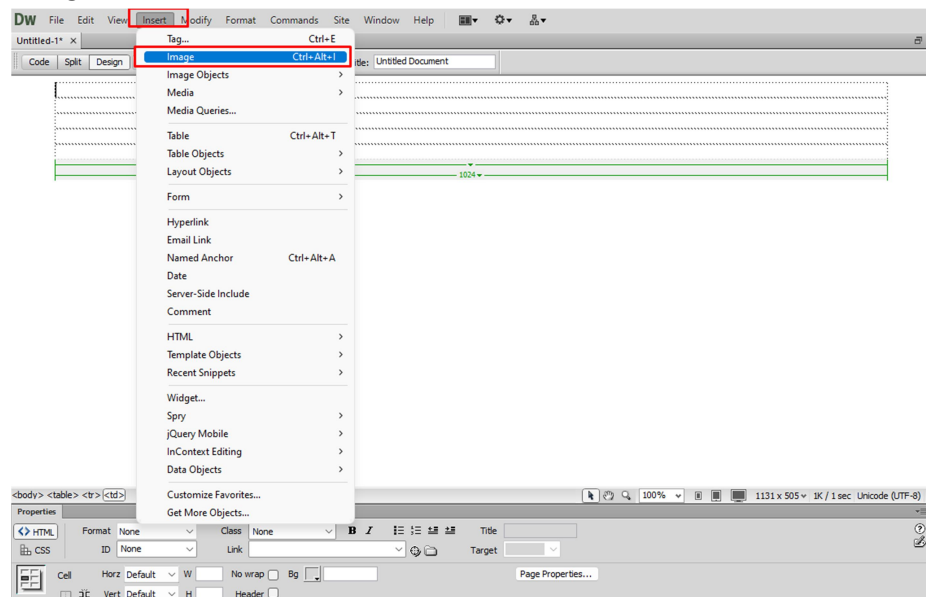 DW File Edit View Insert Modify Format Commands Site Window Help
Untitled-1* ×
Code Split Design itle: Untitled Document
Tag... Ctrl+E
Image Ctrl+Alt+I
Image Objects >
Media >
Media Queries...
Table Ctrl+Alt+T
Table Objects >
Layout Objects >
1024
Form >
Hyperlink
Email Link
Named Anchor Ctrl+Alt+A
Date
Server-Side Include
Comment
HTML >
Template Objects >
Recent Snippets >
Widget...
Spry >
jQuery Mobile >
InContext Editing >
Data Objects >
Customize Favorites...
Get More Objects...
<body> <table> <tr> <td> 100% 1131 x 505 1K / 1 sec Unicode (UTF-8)
Properties
<> HTML Format None Class None B I Title
CSS ID None Link Target
Cell Horz Default W No wrap Bg Page Properties...
Vert Default H Header